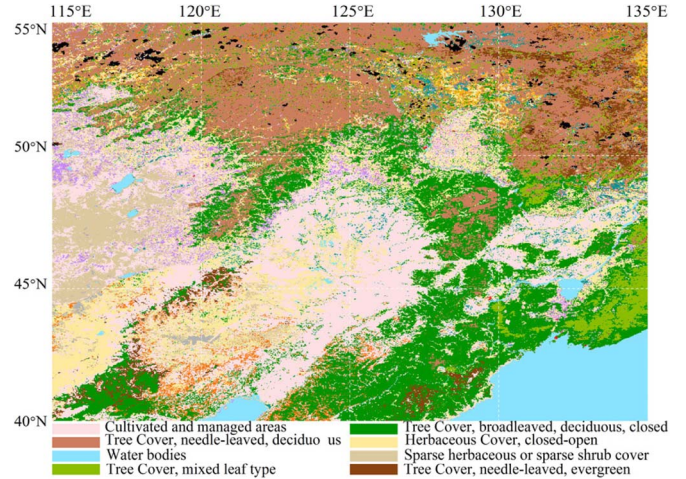 115°E 120°E 125°E 130°E 135°E
55°N
50°N
45°N
40°N
Cultivated and managed areas
Tree Cover, needle-leaved, deciduo us
Water bodies
Tree Cover, mixed leaf type
Tree Cover, broadleaved, deciduous, closed
Herbaceous Cover, closed-open
Sparse herbaceous or sparse shrub cover
Tree Cover, needle-leaved, evergreen